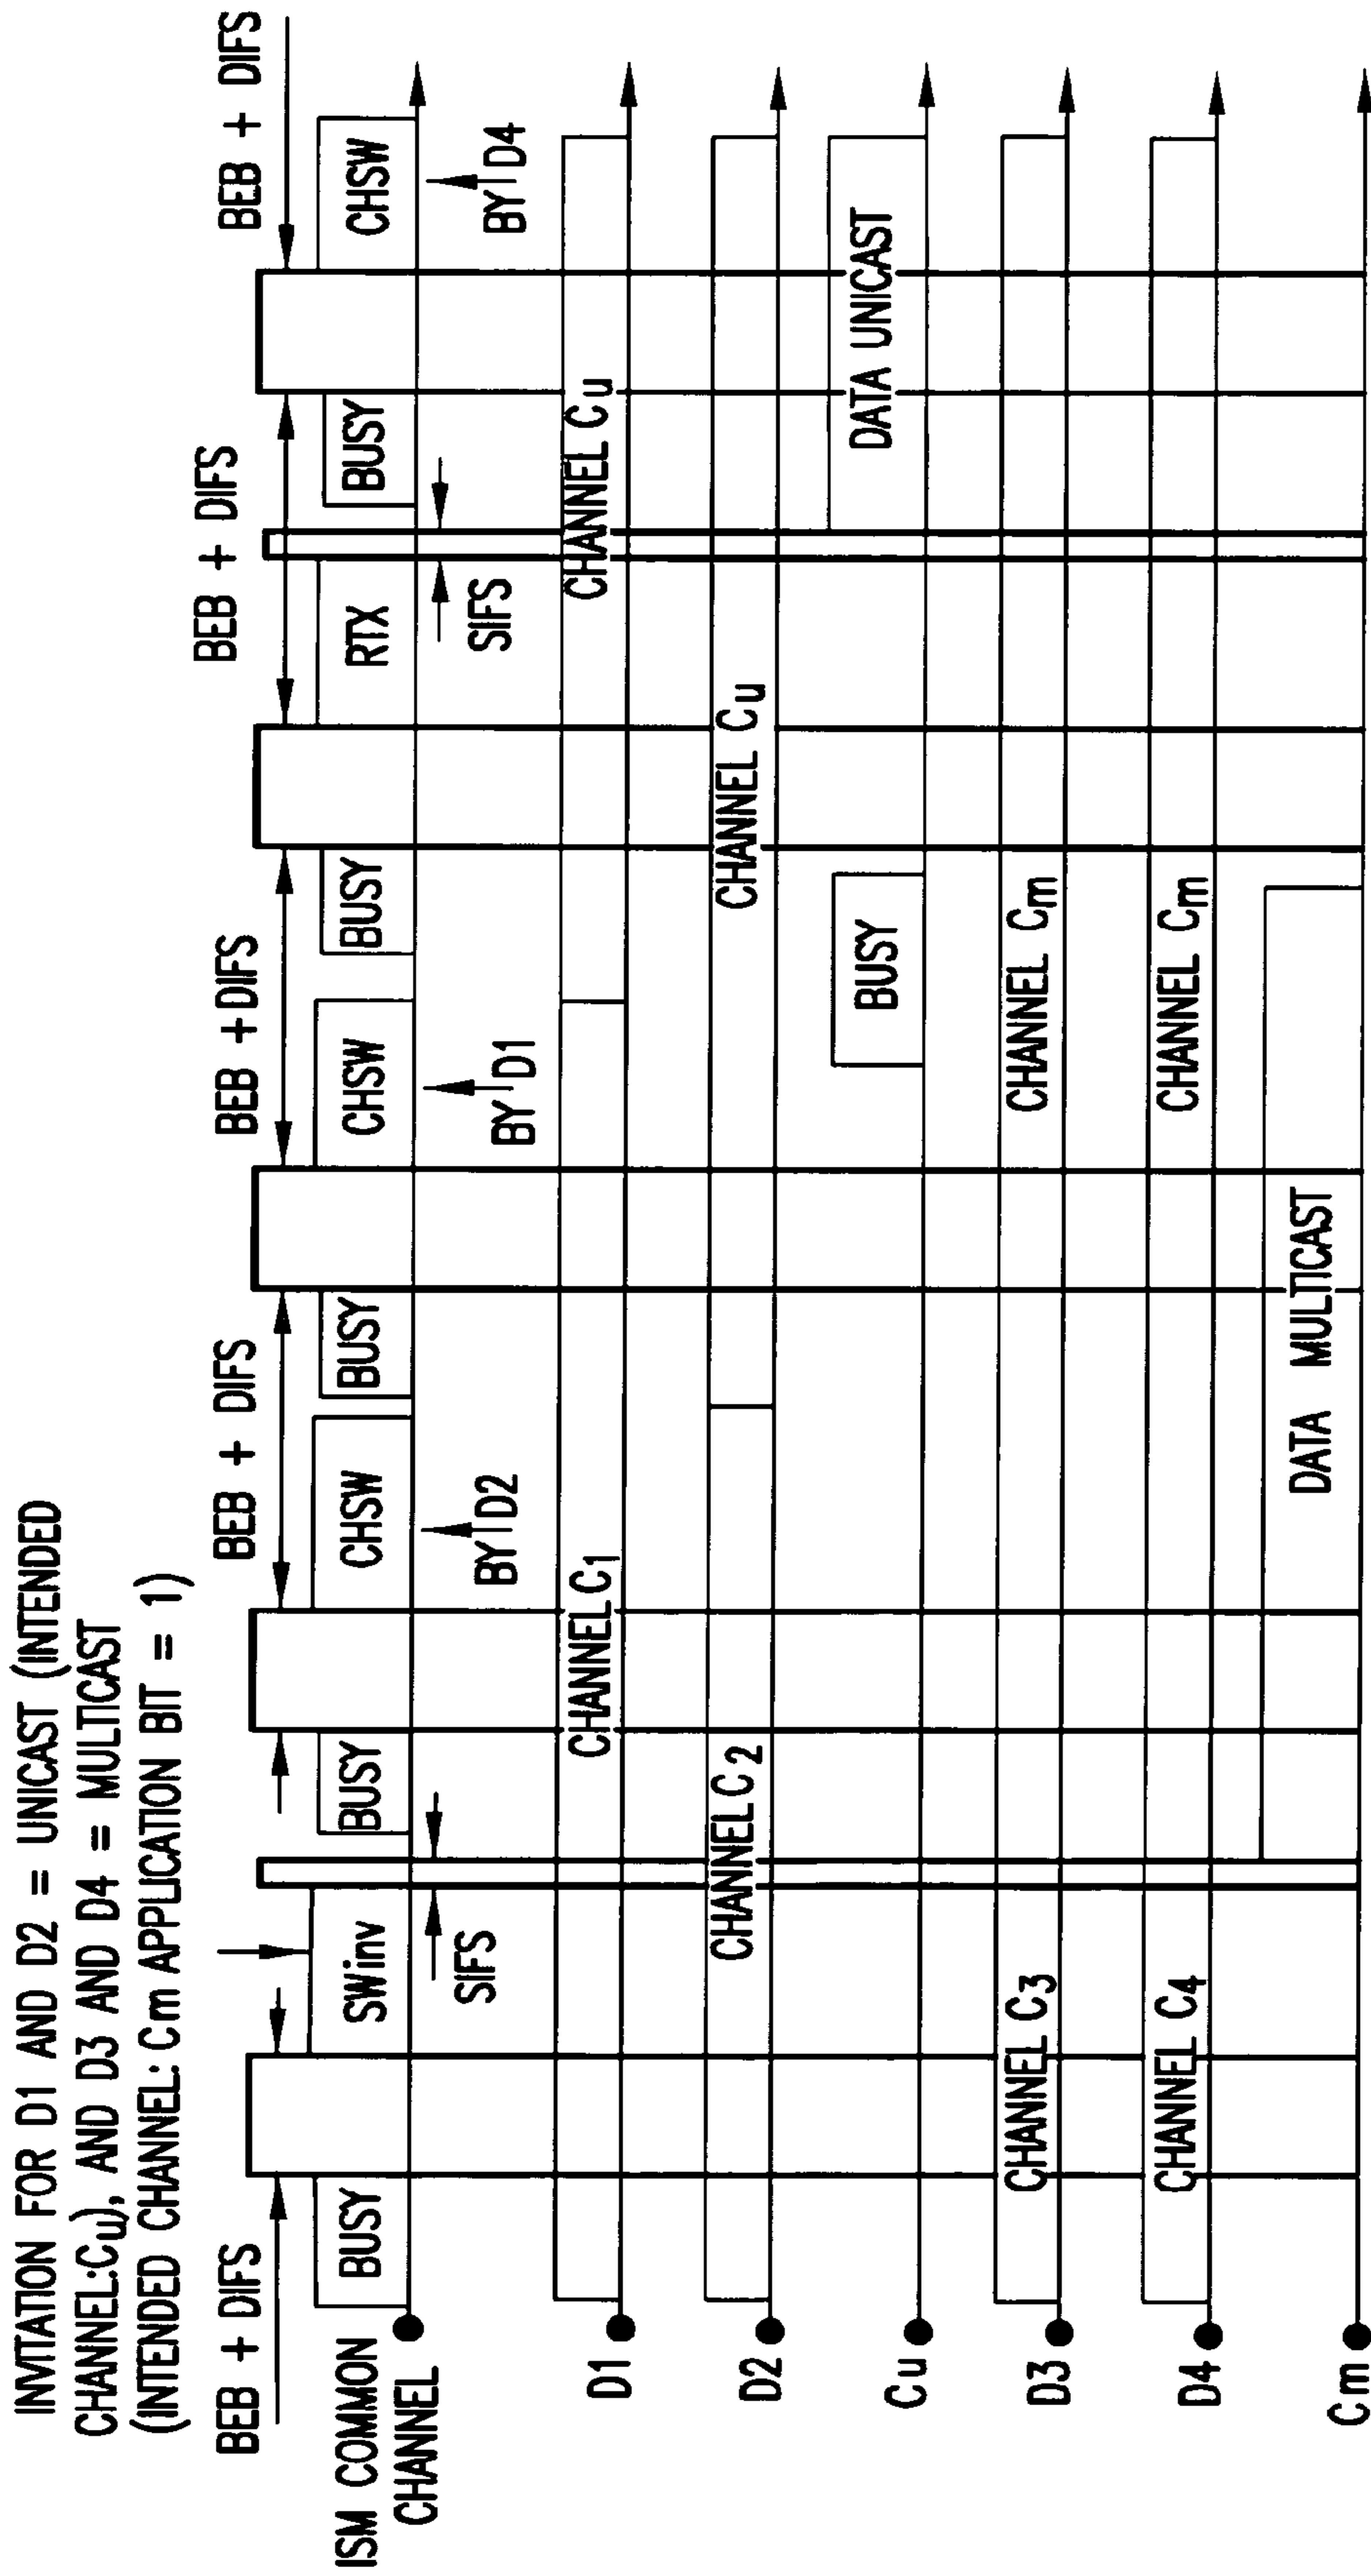 INVITATION FOR D1 AND D2 = UNICAST (INTENDED
CHANNEL:Cu), AND D3 AND D4 = MULTICAST
(INTENDED CHANNEL: Cm APPLICATION BIT = 1)
BEB + DIFS
BEB + DIFS
BEB +DIFS
BEB + DIFS
BEB + DIFS
ISM COMMON
CHANNEL
BUSY
SWinv
BUSY
CHSW
BUSY
CHSW
BUSY
RTX
BUSY
CHSW
SIFS
BY D2
BY D1
SIFS
BY D4
D1
CHANNEL C1
CHANNEL Cu
D2
CHANNEL C2
CHANNEL Cu
Cu
BUSY
DATA UNICAST
D3
CHANNEL C3
CHANNEL Cm
D4
CHANNEL C4
CHANNEL Cm
Cm
DATA MULTICAST